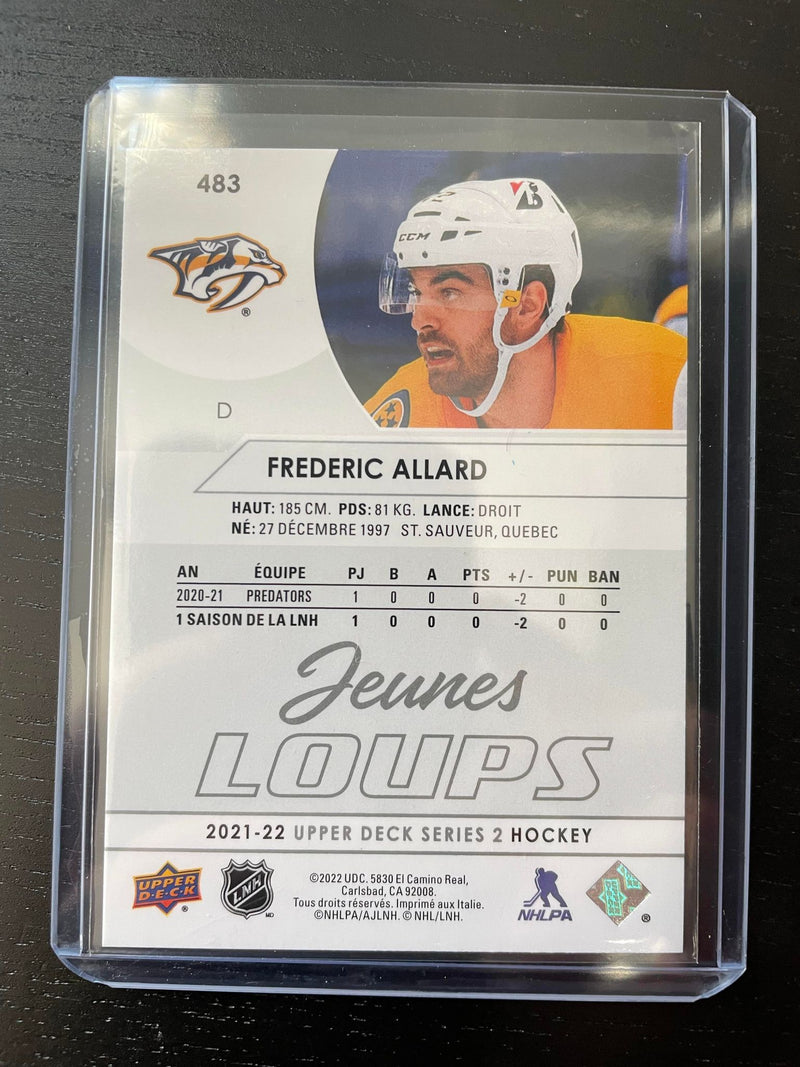 483
CCM
D
FREDERIC ALLARD
HAUT: 185 CM. PDS: 81 KG. LANCE: DROIT
NÉ: 27 DÉCEMBRE 1997 ST. SAUVEUR, QUEBEC
AN ÉQUIPE PJ B A PTS +/- PUN BAN
2020-21 PREDATORS 1 0 0 0 -2 0 0
1 SAISON DE LA LNH 1 0 0 0 -2 0 0
Jeunes
LOUPS
2021-22 UPPER DECK SERIES 2 HOCKEY
UPPER
D·E·C·K
LNH
MD
©2022 UDC. 5830 El Camino Real,
Carlsbad, CA 92008.
Tous droits réservés. Imprimé aux Italie.
©NHLPA/AJLNH. © NHL/LNH.
NHLPA